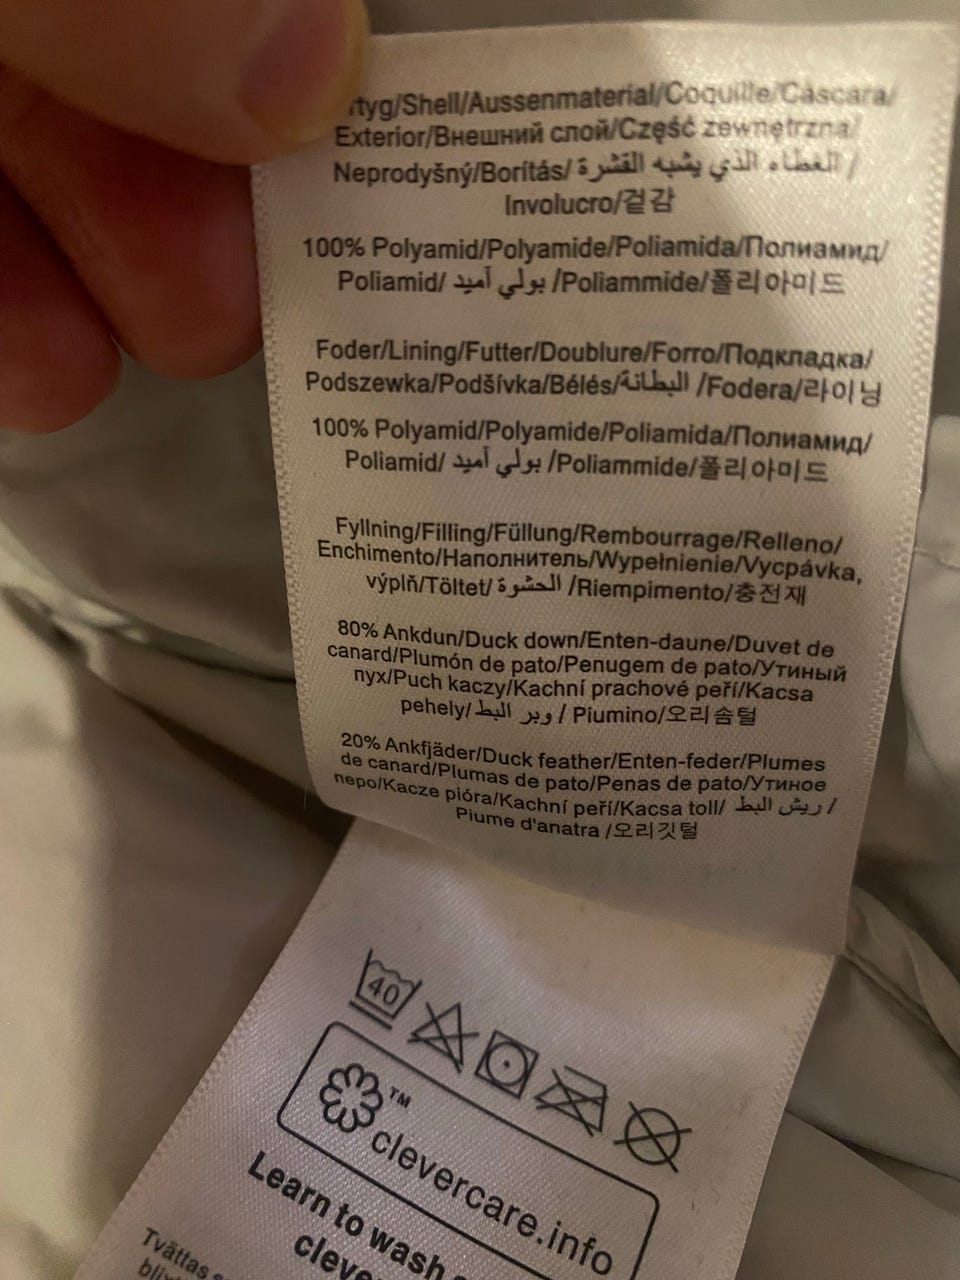 rtyg/Shell/Aussenmaterial/Coquille/Cáscara/
Exterior/Внешний слой/Część zewnętrzna/
Neprodyšný/Borítás/ الغطاء الذي يشبه القشرة /
Involucro/겉감
100% Polyamid/Polyamide/Poliamida/Полиамид/
Poliamid/ بولي آميد /Poliammide/폴리아미드
Foder/Lining/Futter/Doublure/Forro/Подкладка/
Podszewka/Podšívka/Bélés/البطانة /Fodera/라이닝
100% Polyamid/Polyamide/Poliamida/Полиамид/
Poliamid/ بولي آميد /Poliammide/폴리아미드
Fyllning/Filling/Füllung/Rembourrage/Relleno/
Enchimento/Наполнитель/Wypełnienie/Vycpávka,
výplň/Töltet/ الحشوة /Riempimento/충전재
80% Ankdun/Duck down/Enten-daune/Duvet de
canard/Plumón de pato/Penugem de pato/Утиный
пух/Puch kaczy/Kachní prachové peří/Kacsa
pehely/ وبر البط / Piumino/오리솜털
20% Ankfjäder/Duck feather/Enten-feder/Plumes
de canard/Plumas de pato/Penas de pato/Утиное
перо/Kacze pióra/Kachní peří/Kacsa toll/ ريش البط /
Piume d'anatra /오리깃털
40
™
clevercare.info
Learn to wash
cleve
Tvättas